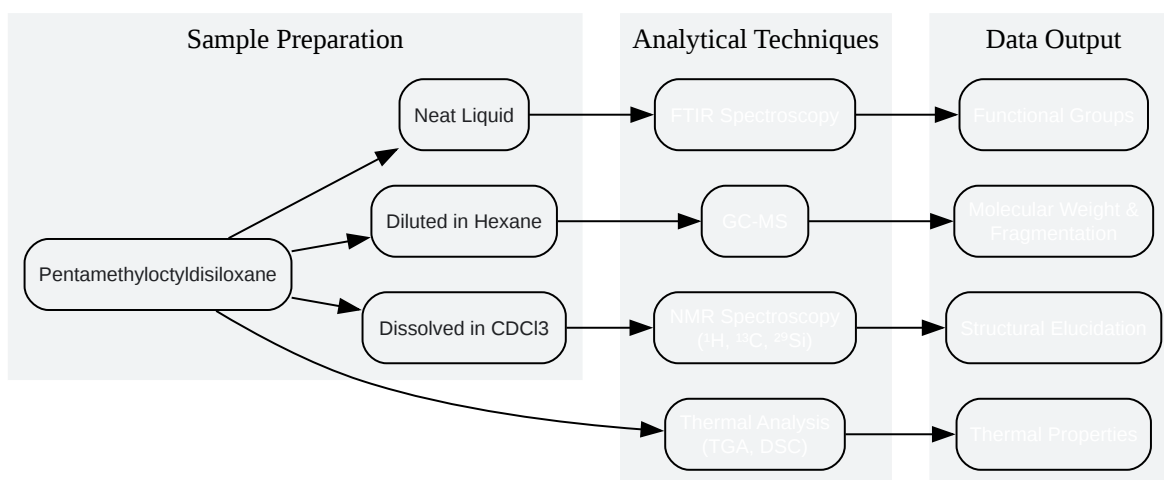 Sample Preparation
Analytical Techniques
Data Output
Neat Liquid
FTIR Spectroscopy
Functional Groups
Diluted in Hexane
GC-MS
Molecular Weight &
Fragmentation
Pentamethyloctyldisiloxane
Dissolved in CDCl3
NMR Spectroscopy
(¹H, ¹³C, ²⁹Si)
Structural Elucidation
Thermal Analysis
(TGA, DSC)
Thermal Properties